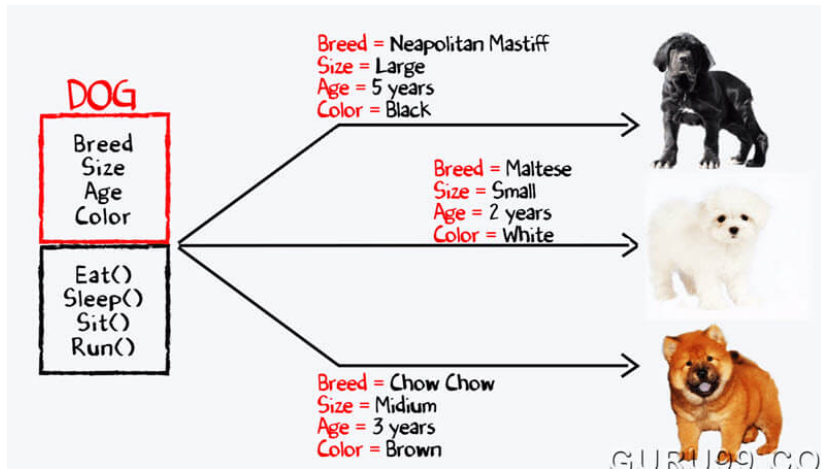 DOG
Breed
Size
Age
Color
Eat()
Sleep()
Sit()
Run()
Breed = Neapolitan Mastiff
Size = Large
Age = 5 years
Color = Black
Breed = Maltese
Size = Small
Age = 2 years
Color = White
Breed = Chow Chow
Size = Midium
Age = 3 years
Color = Brown
GURU99.CO